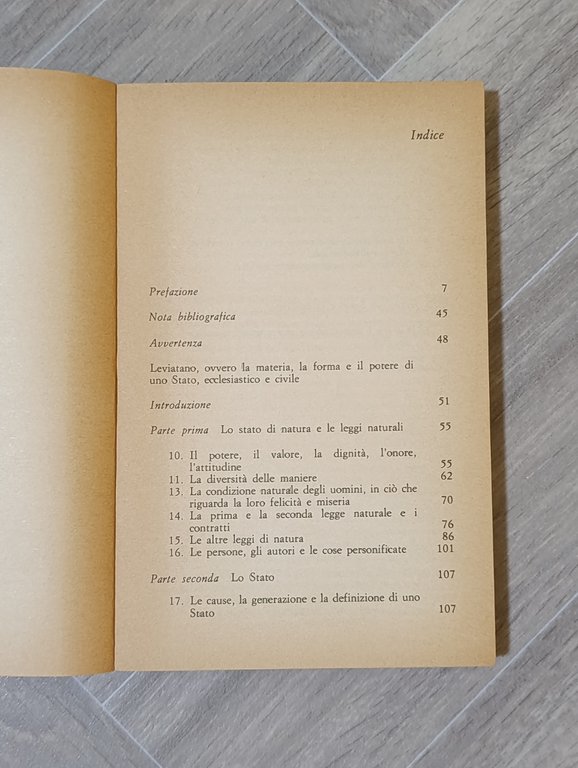 Indice
Prefazione 7
Nota bibliografica 45
Avvertenza 48
Leviatano, ovvero la materia, la forma e il potere di
uno Stato, ecclesiastico e civile
Introduzione 51
Parte prima Lo stato di natura e le leggi naturali 55
10. Il potere, il valore, la dignità, l'onore,
l'attitudine 55
11. La diversità delle maniere 62
13. La condizione naturale degli uomini, in ciò che
riguarda la loro felicità e miseria 70
14. La prima e la seconda legge naturale e i
contratti 76
15. Le altre leggi di natura 86
16. Le persone, gli autori e le cose personificate 101
Parte seconda Lo Stato 107
17. Le cause, la generazione e la definizione di uno
Stato 107